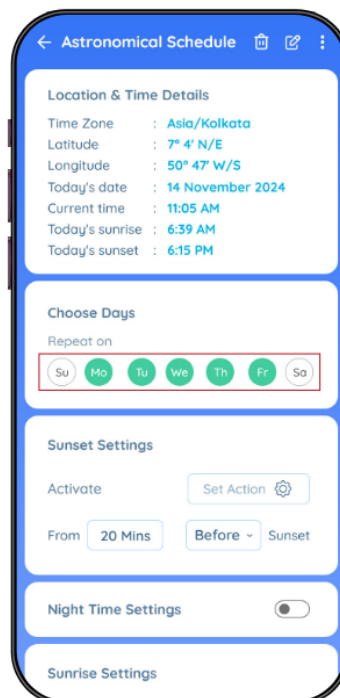 Astronomical Schedule
Location & Time Details
Time Zone : Asia/Kolkata
Latitude : 7° 4' N/E
Longitude : 50° 47' W/S
Today's date : 14 November 2024
Current time : 11:05 AM
Today's sunrise : 6:39 AM
Today's sunset : 6:15 PM
Choose Days
Repeat on
Su Mo Tu We Th Fr Sa
Sunset Settings
Activate Set Action
From 20 Mins Before Sunset
Night Time Settings
Sunrise Settings